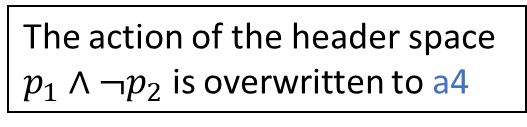 The action of the header space
p₁ ∧ ¬p₂ is overwritten to a4